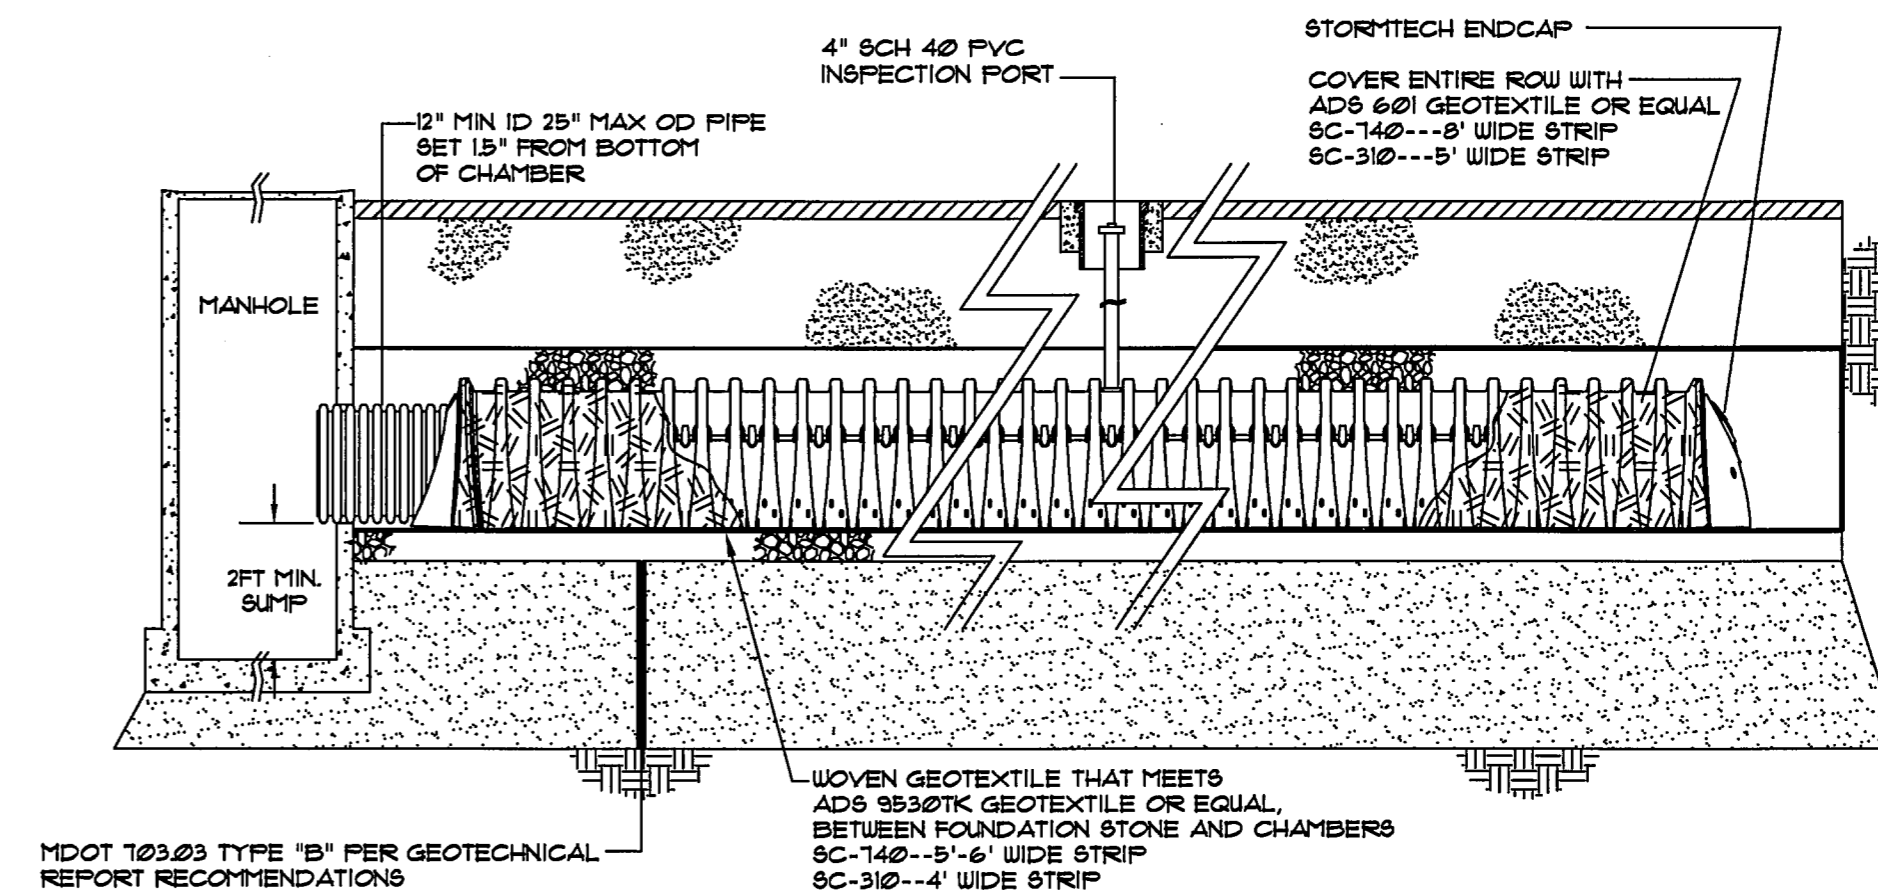 4" SCH 40 PVC
INSPECTION PORT
STORMTECH ENDCAP
COVER ENTIRE ROW WITH
ADS 601 GEOTEXTILE OR EQUAL
SC-740---8' WIDE STRIP
SC-310---5' WIDE STRIP
12" MIN ID 25" MAX OD PIPE
SET 1.5" FROM BOTTOM
OF CHAMBER
MANHOLE
2FT MIN.
SUMP
WOVEN GEOTEXTILE THAT MEETS
ADS 9530TK GEOTEXTILE OR EQUAL,
BETWEEN FOUNDATION STONE AND CHAMBERS
SC-740--5'-6' WIDE STRIP
SC-310--4' WIDE STRIP
MDOT 703.03 TYPE "B" PER GEOTECHNICAL
REPORT RECOMMENDATIONS